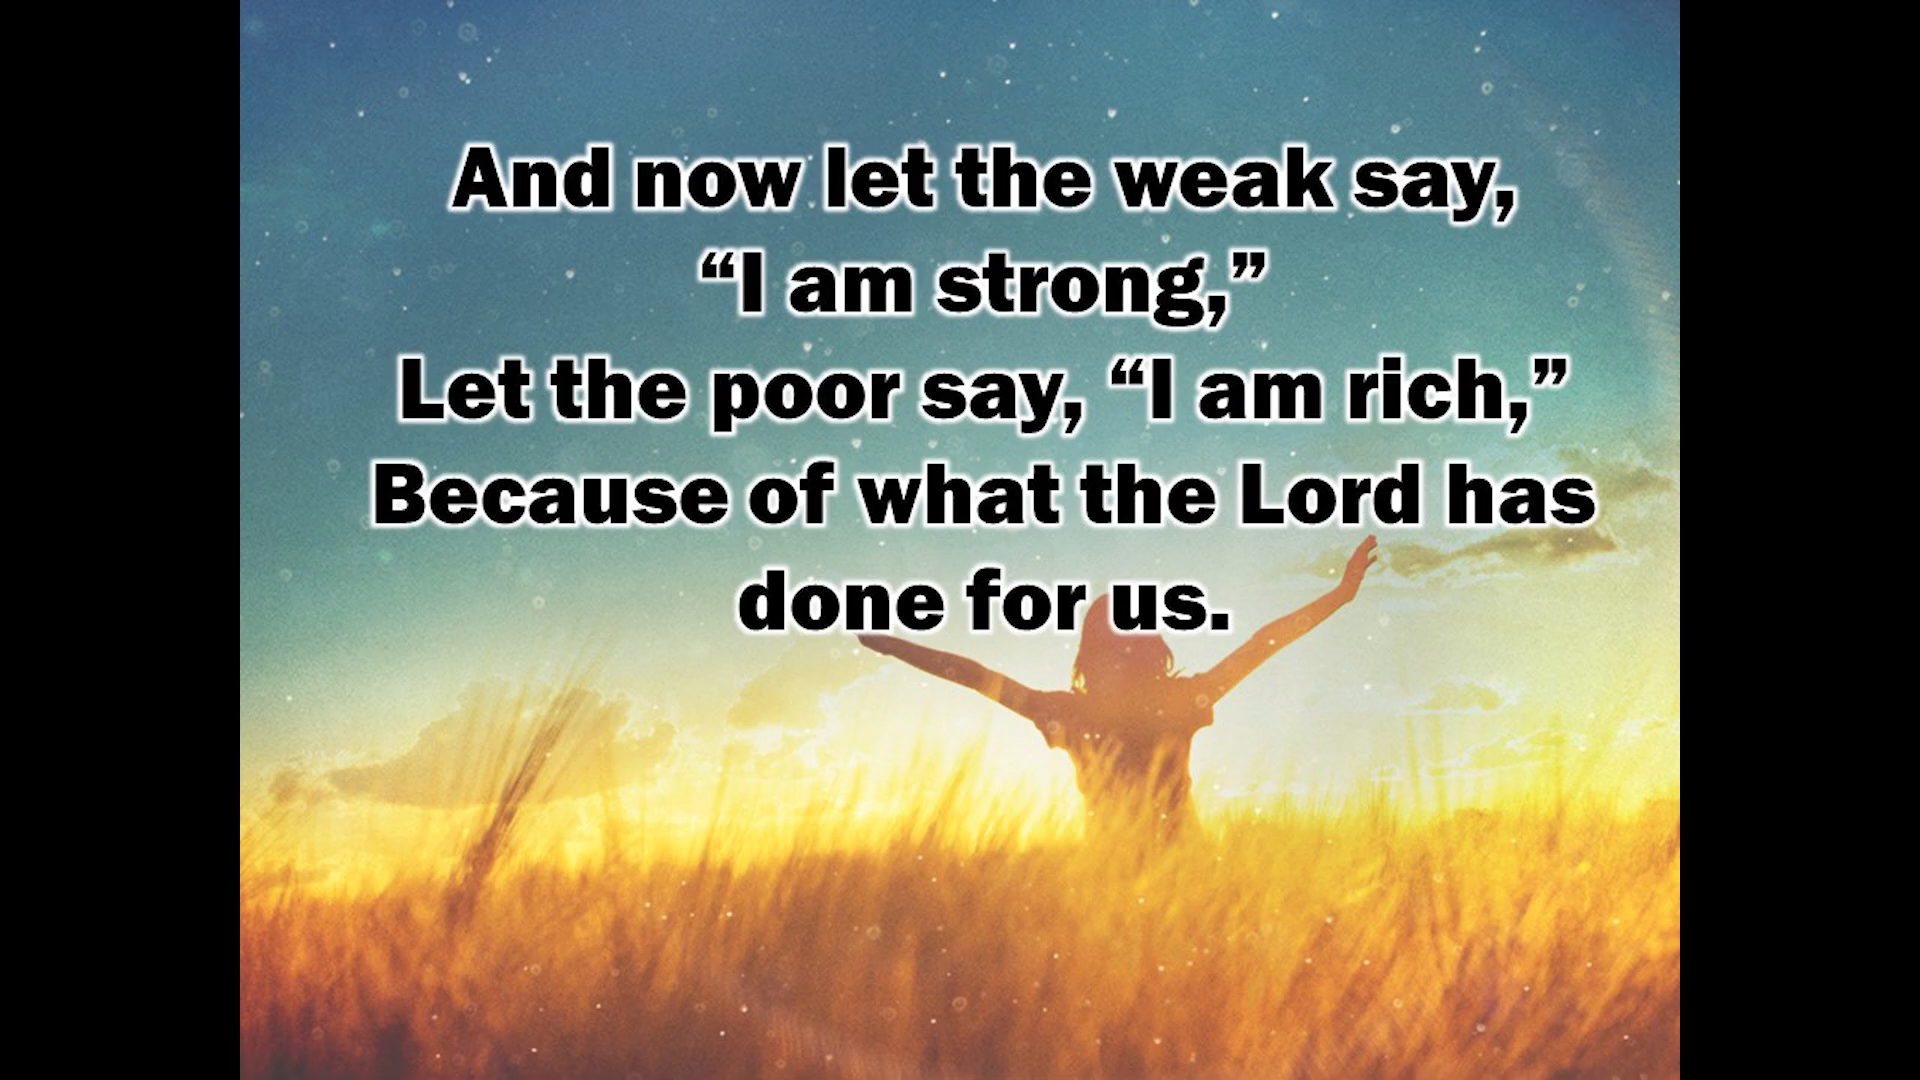 And now let the weak say,
“I am strong,”
Let the poor say, “I am rich,”
Because of what the Lord has
done for us.